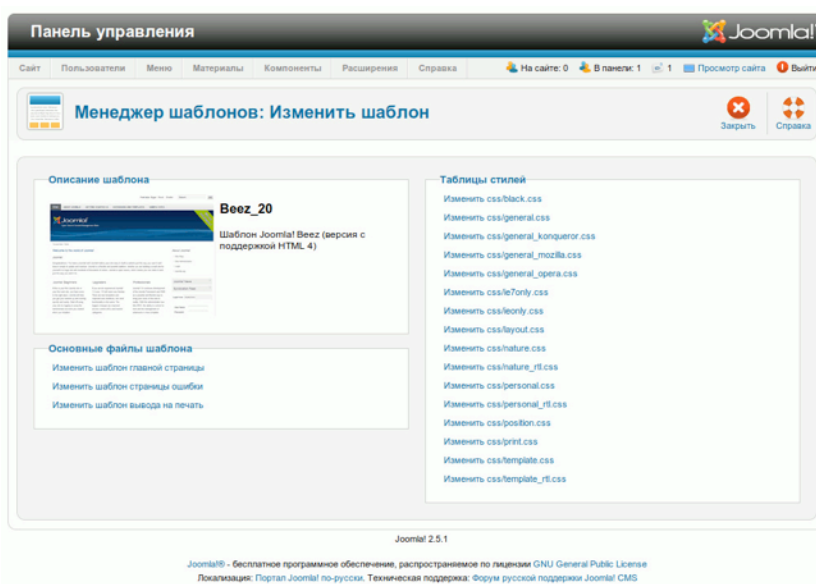 Панель управления
Joomla!
Сайт Пользователи Меню Материалы Компоненты Расширения Справка На сайте: 0 В панели: 1 1 Просмотр сайта Выйти
Менеджер шаблонов: Изменить шаблон
Закрыть Справка
Описание шаблона
Joomla!
Beez_20
Шаблон Joomla! Beez (версия с
поддержкой HTML 4)
Основные файлы шаблона
Изменить шаблон главной страницы
Изменить шаблон страницы ошибки
Изменить шаблон вывода на печать
Таблицы стилей
Изменить css/black.css
Изменить css/general.css
Изменить css/general_konqueror.css
Изменить css/general_mozilla.css
Изменить css/general_opera.css
Изменить css/ie7only.css
Изменить css/ieonly.css
Изменить css/layout.css
Изменить css/nature.css
Изменить css/nature_rtl.css
Изменить css/personal.css
Изменить css/personal_rtl.css
Изменить css/position.css
Изменить css/print.css
Изменить css/template.css
Изменить css/template_rtl.css
Joomla! 2.5.1
Joomla!® - бесплатное программное обеспечение, распространяемое по лицензии GNU General Public License
Локализация: Портал Joomla! по-русски. Техническая поддержка: Форум русской поддержки Joomla! CMS